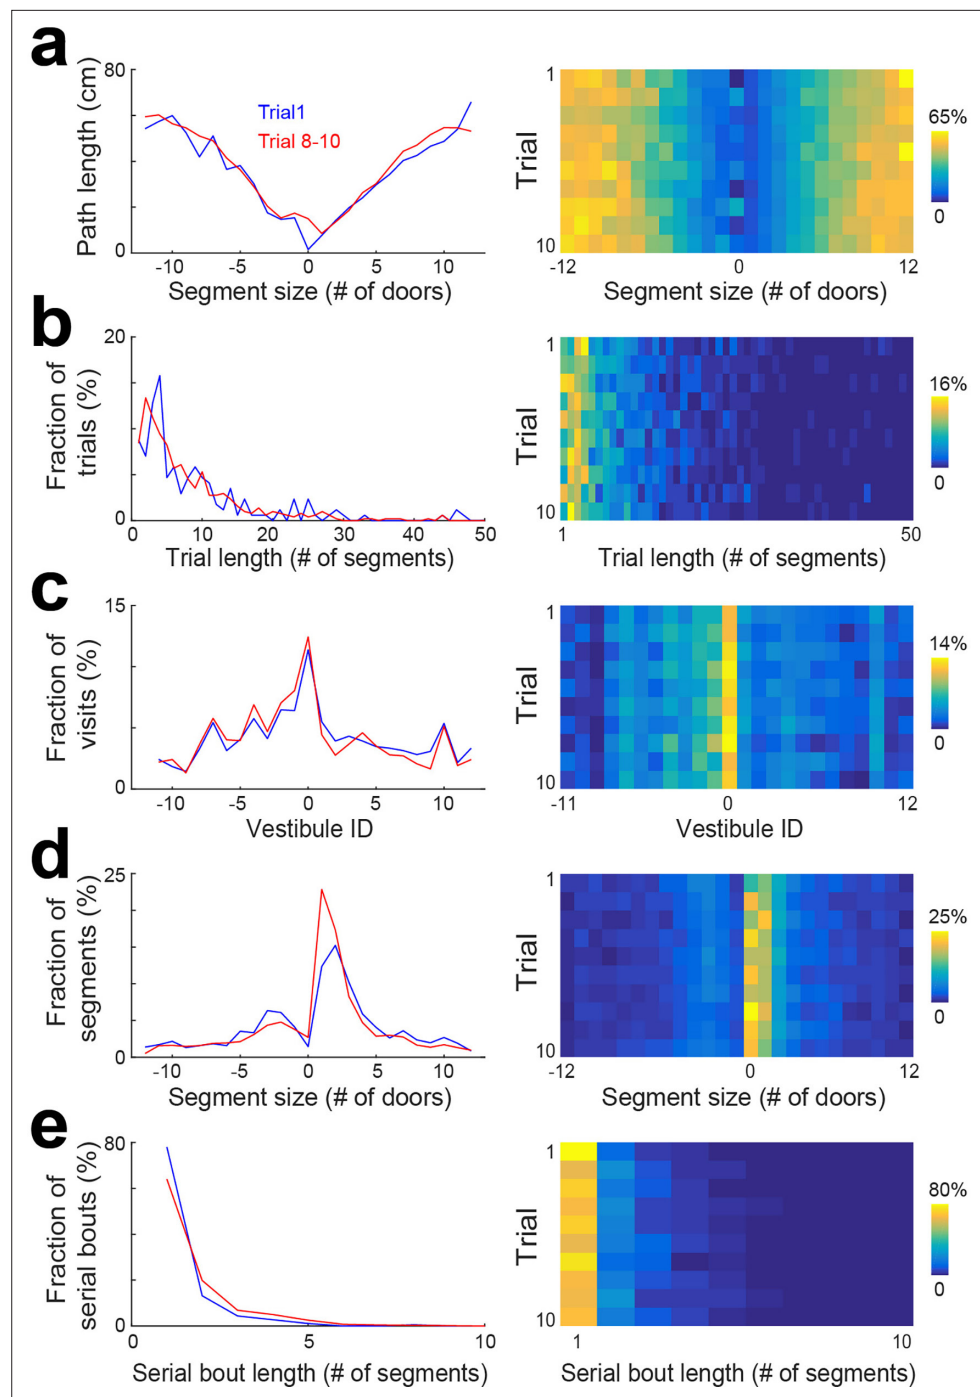 a
80
Path length (cm)
0
Trial1
Trial 8-10
-10 -5 0 5 10
Segment size (# of doors)
1
Trial
10
-12 0 12
Segment size (# of doors)
65%
0
b
20
Fraction of
trials (%)
0
0 10 20 30 40 50
Trial length (# of segments)
1
Trial
10
1 50
Trial length (# of segments)
16%
0
c
15
Fraction of
visits (%)
0
-10 -5 0 5 10
Vestibule ID
1
Trial
10
-11 0 12
Vestibule ID
14%
0
d
25
Fraction of
segments (%)
0
-10 -5 0 5 10
Segment size (# of doors)
1
Trial
10
-12 0 12
Segment size (# of doors)
25%
0
e
80
Fraction of
serial bouts (%)
0
0 5 10
Serial bout length (# of segments)
1
Trial
10
1 10
Serial bout length (# of segments)
80%
0